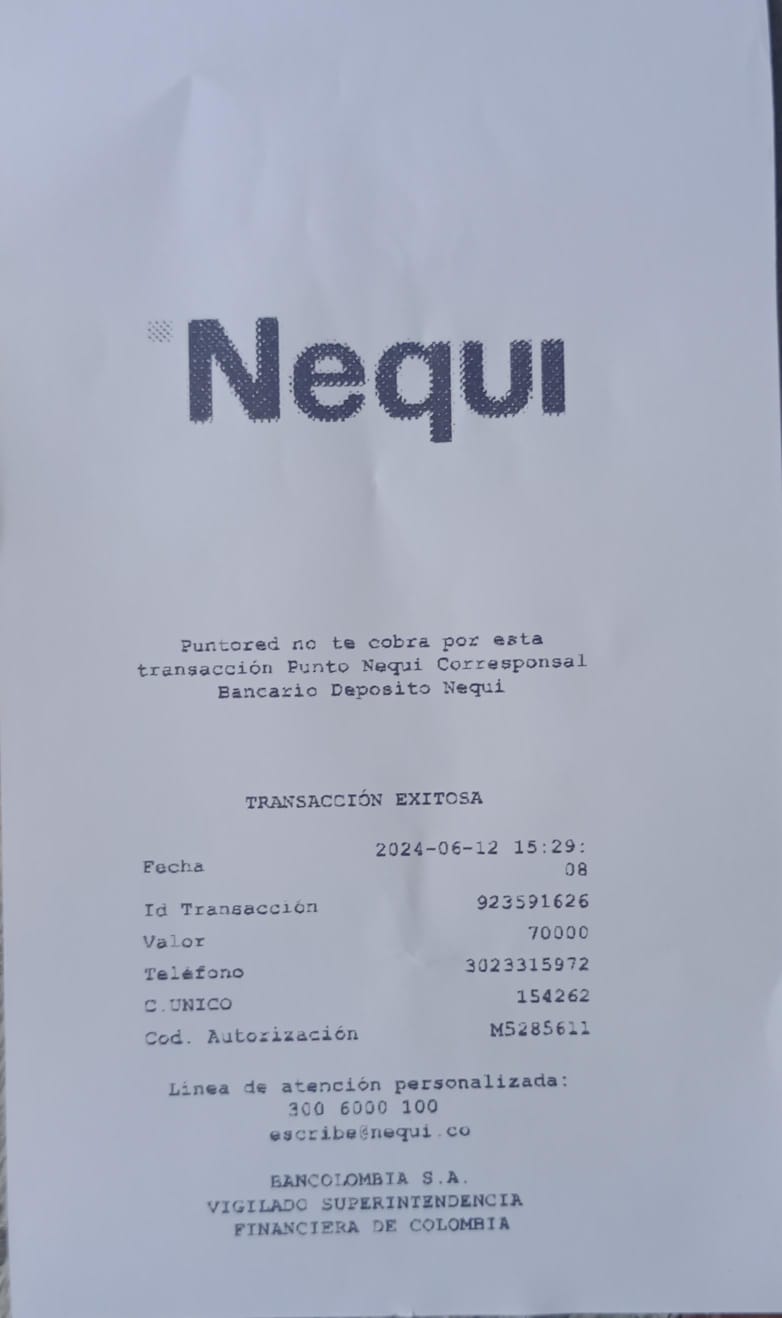 Nequi
Puntored no te cobra por esta
transacción Punto Nequi Corresponsal
Bancario Deposito Nequi
TRANSACCIÓN EXITOSA
Fecha 2024-06-12 15:29:
08
Id Transacción 923591626
Valor 70000
Teléfono 3023315972
C.UNICO 154262
Cod. Autorización M5285611
Línea de atención personalizada:
300 6000 100
escribe@nequi.co
BANCOLOMBIA S.A.
VIGILADO SUPERINTENDENCIA
FINANCIERA DE COLOMBIA